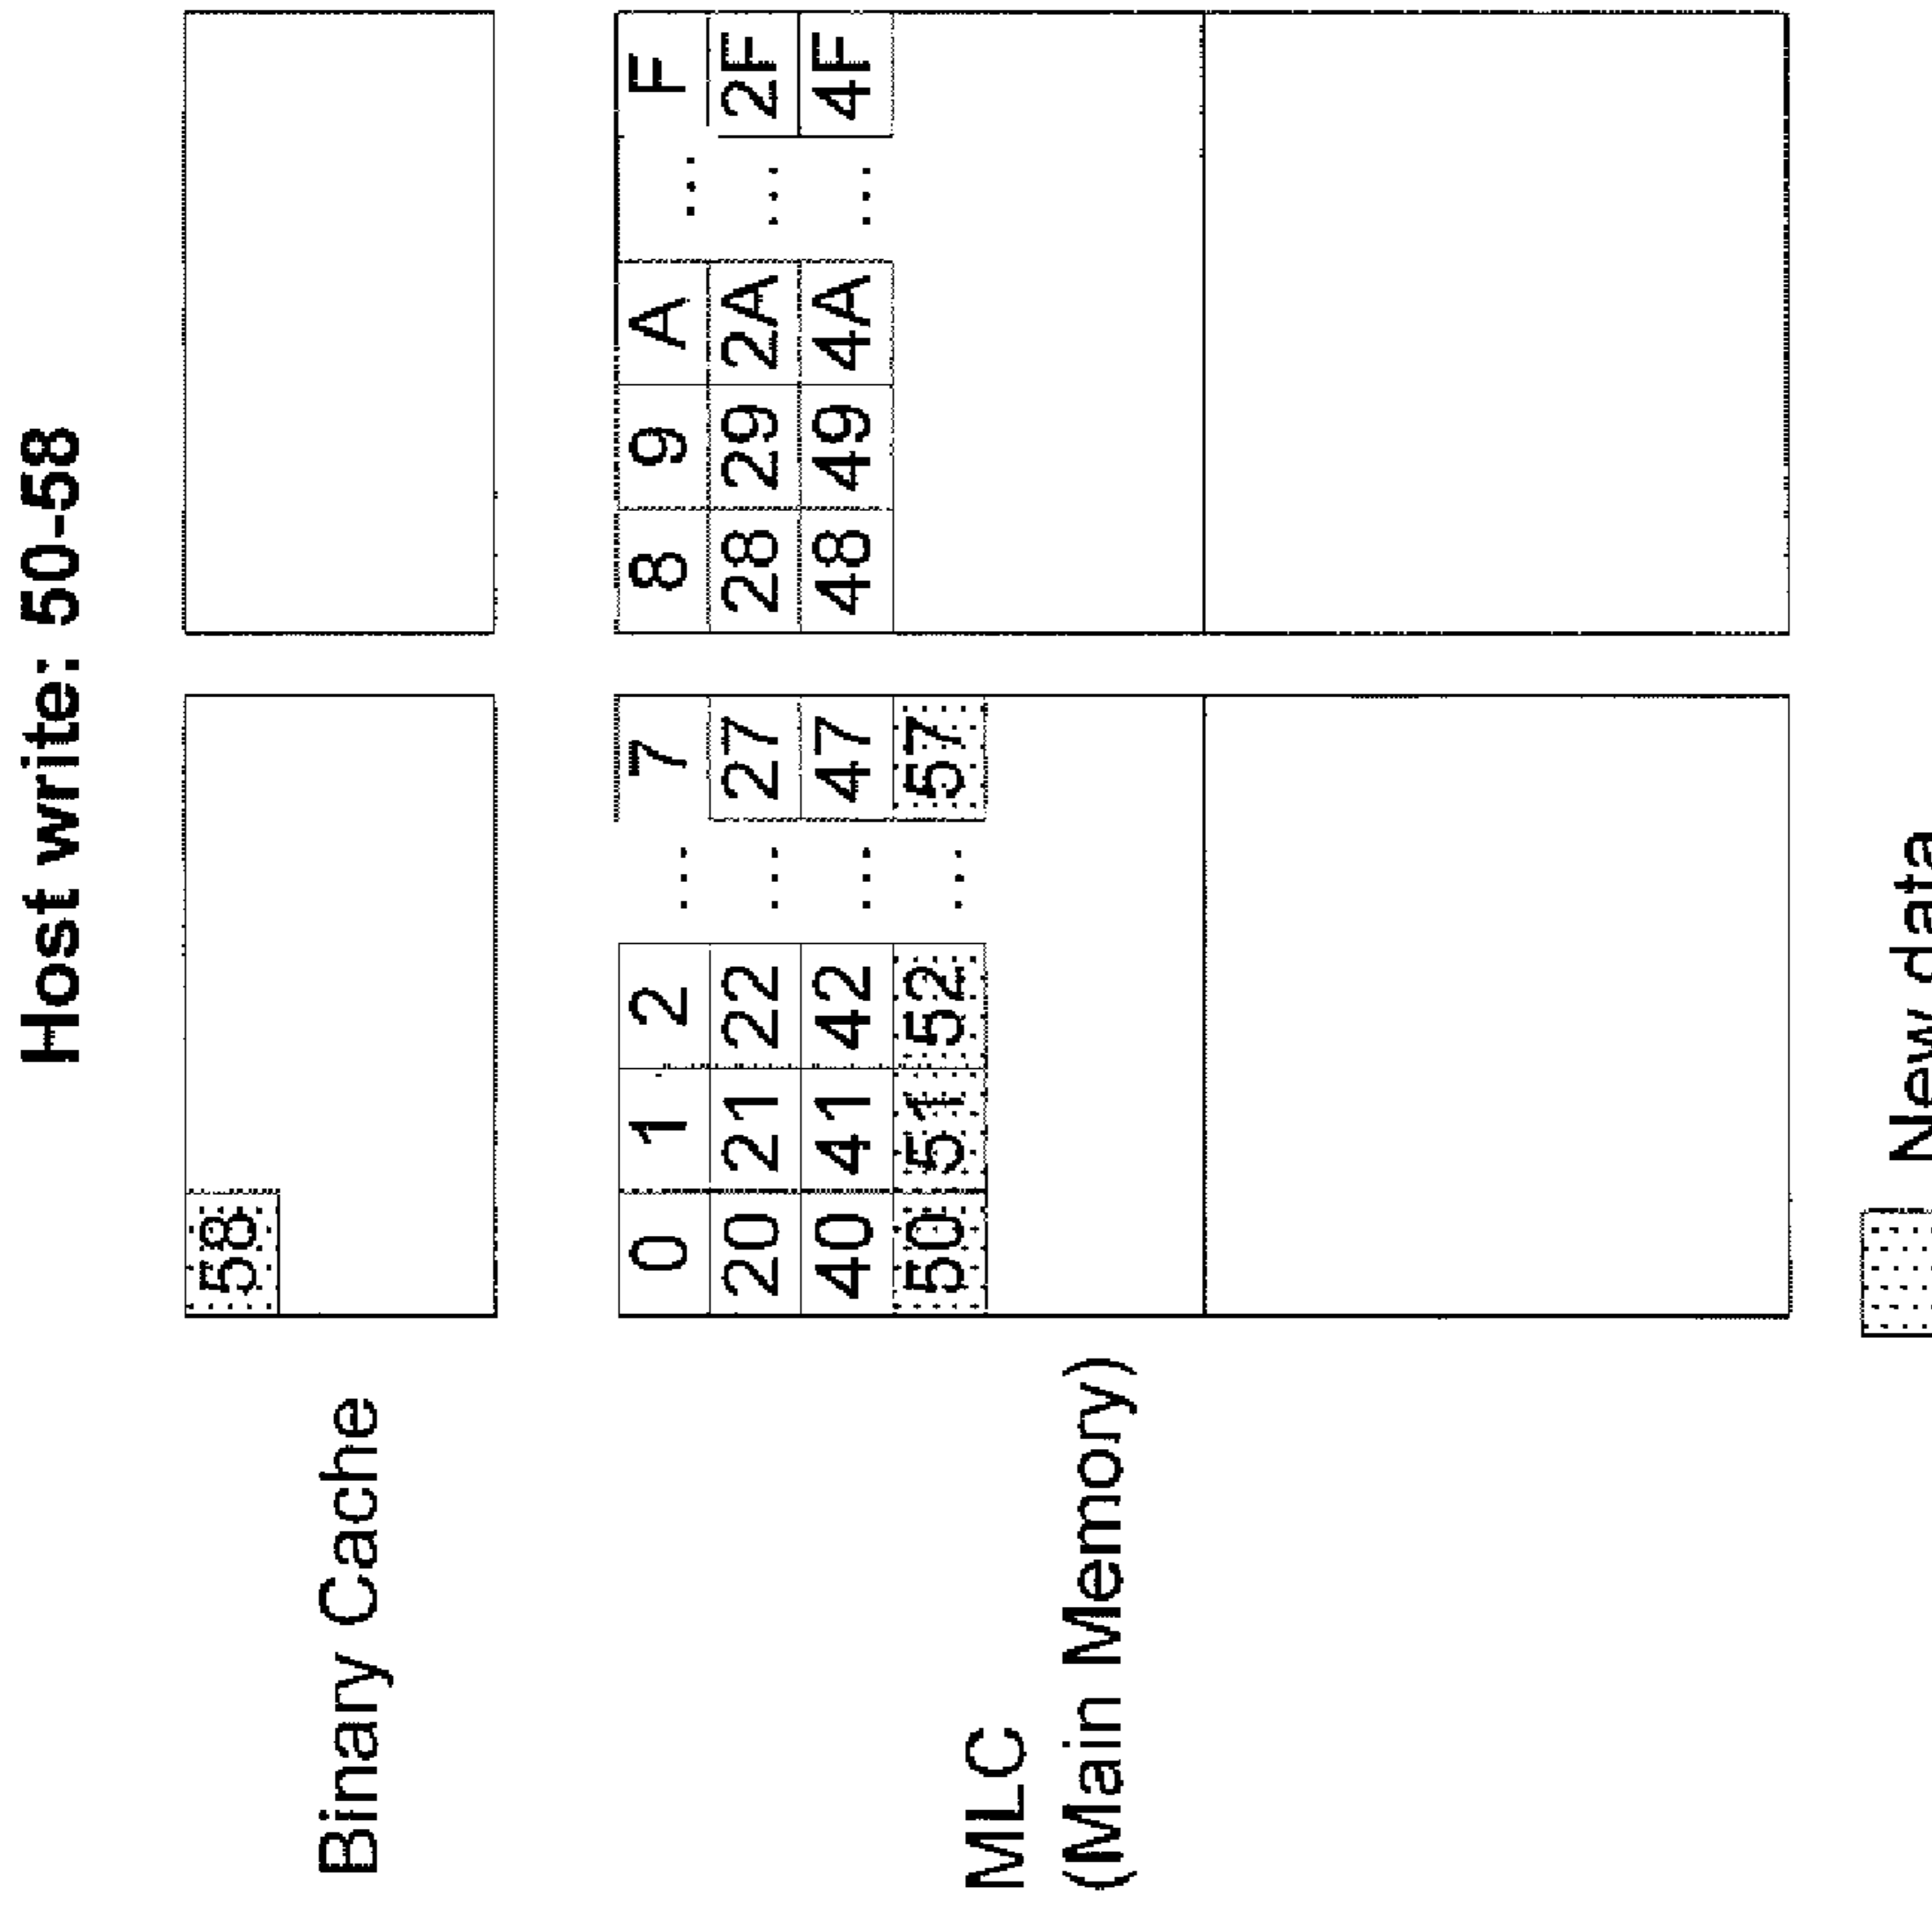 Host write: 50-58
Binary Cache
58
MLC
(Main Memory)
0 1 2 ... 7 8 9 A ... F
20 21 22 ... 27 28 29 2A ... 2F
40 41 42 ... 47 48 49 4A ... 4F
50 51 52 ... 57
New data